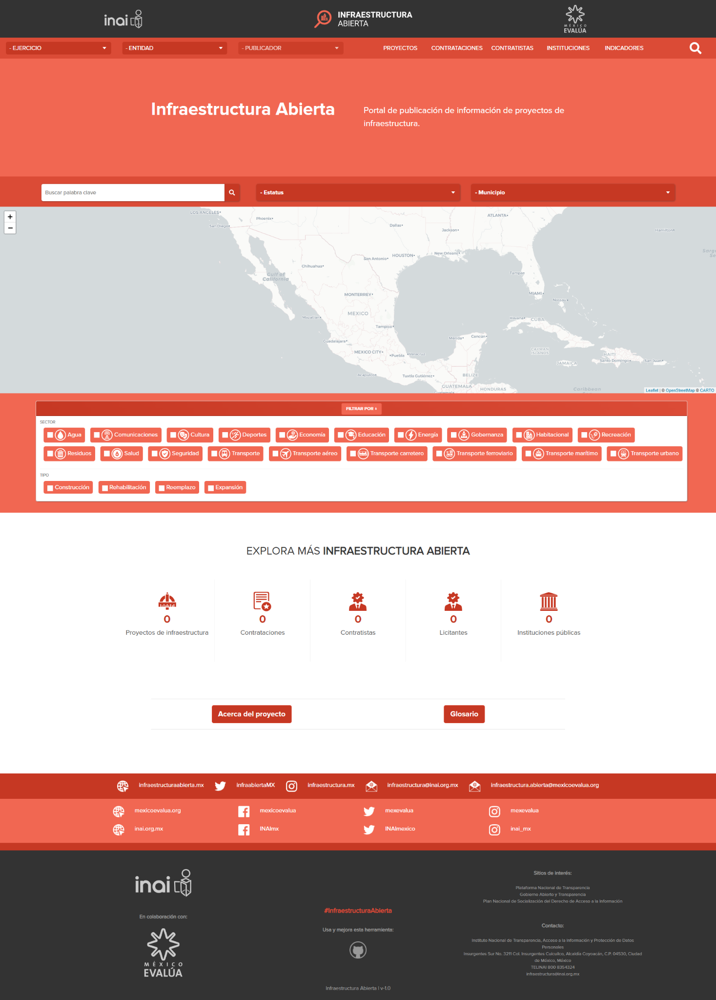 inai
INFRAESTRUCTURA
ABIERTA
MÉXICO
EVALÚA
- EJERCICIO
- ENTIDAD
- PUBLICADOR
PROYECTOS
CONTRATACIONES
CONTRATISTAS
INSTITUCIONES
INDICADORES
Infraestructura Abierta
Portal de publicación de información de proyectos de
infraestructura.
Buscar palabra clave
- Estatus
- Municipio
+
−
LOS ANGELES
San Diego
Phoenix
Dallas
ATLANTA
Jackson
Hamilton
San Antonio
HOUSTON
New Orleans
Chihuahua
Gulf of
California
Tampa
MONTERREY
MIAMI
Nassau
MEXICO
Mazatlán
Tampico
Havana
CUBA
Guadalajara
Mérida
Cancún
MEXICO CITY
Puebla
Veracruz
CAYMAN
ISLANDS
HAITI
Santo Domingo
San Juan
JAMAICA
Acapulco
Tuxtla Gutiérrez
BELIZE
GUATEMALA
Guatemala
HONDURAS
Caribbean
Leaflet | © OpenStreetMap © CARTO
FILTRAR POR +
SECTOR
Agua
Comunicaciones
Cultura
Deportes
Economía
Educación
Energía
Gobernanza
Habitacional
Recreación
Residuos
Salud
Seguridad
Transporte
Transporte aéreo
Transporte carretero
Transporte ferroviario
Transporte marítimo
Transporte urbano
TIPO
Construcción
Rehabilitación
Reemplazo
Expansión
EXPLORA MÁS INFRAESTRUCTURA ABIERTA
0
Proyectos de infraestructura
0
Contrataciones
0
Contratistas
0
Licitantes
0
Instituciones públicas
Acerca del proyecto
Glosario
infraestructuraabierta.mx
infraabiertaMX
infraestructura.mx
infraestructura@inai.org.mx
infraestructura.abierta@mexicoevalua.org
mexicoevalua.org
mexicoevalua
mexevalua
mexevalua
inai.org.mx
INAImx
INAImexico
inai_mx
inai
En colaboración con:
MÉXICO
EVALÚA
#InfraestructuraAbierta
Usa y mejora esta herramienta:
Infraestructura Abierta | v-1.0
Sitios de interés:
Plataforma Nacional de Transparencia
Gobierno Abierto y Transparencia
Plan Nacional de Socialización del Derecho de Acceso a la Información
Contacto:
Instituto Nacional de Transparencia, Acceso a la Información y Protección de Datos
Personales
Insurgentes Sur No. 3211 Col. Insurgentes Cuicuilco, Alcaldía Coyoacán, C.P. 04530, Ciudad
de México, México
TELINAI 800 8354324
infraestructura@inai.org.mx